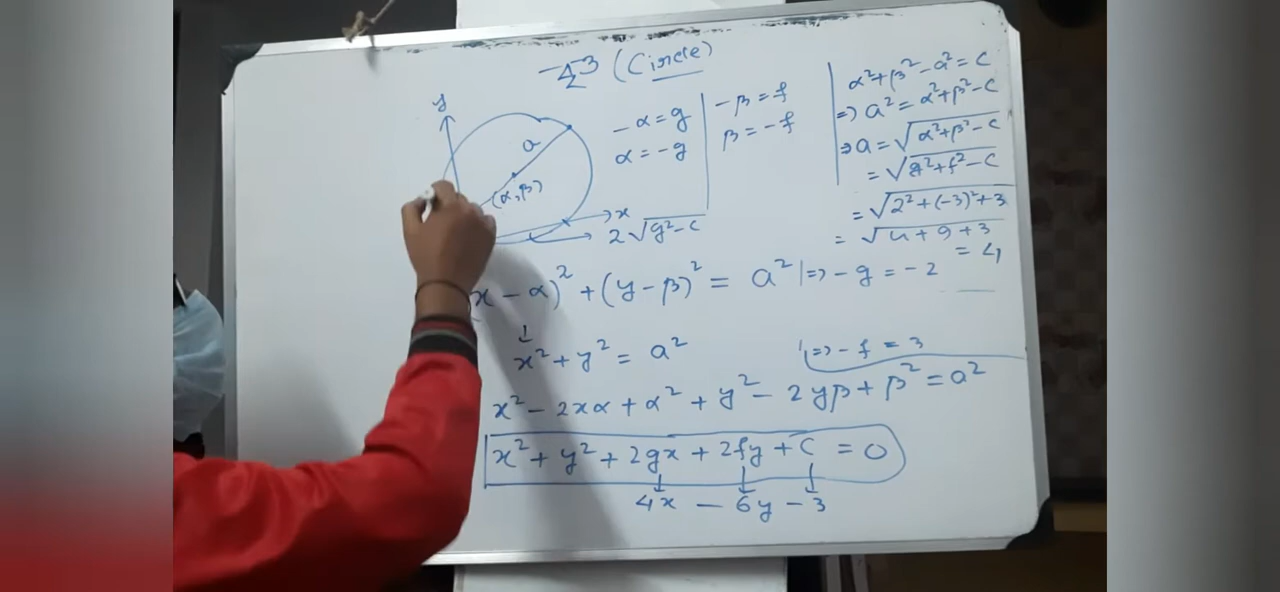 (Circle)
y
a
(α, β)
x
2√g²-c
-α = g
α = -g
-β = f
β = -f
α² + β² - a² = c
=> a² = α² + β² - c
=> a = √α² + β² - c
= √g² + f² - c
= √2² + (-3)² + 3
= √4 + 9 + 3
= 4
x - α)² + (y - β)² = a²
=> -g = -2
x² + y² = a²
=> -f = 3
x² - 2xα + α² + y² - 2yβ + β² = a²
x² + y² + 2gx + 2fy + c = 0
4x - 6y - 3